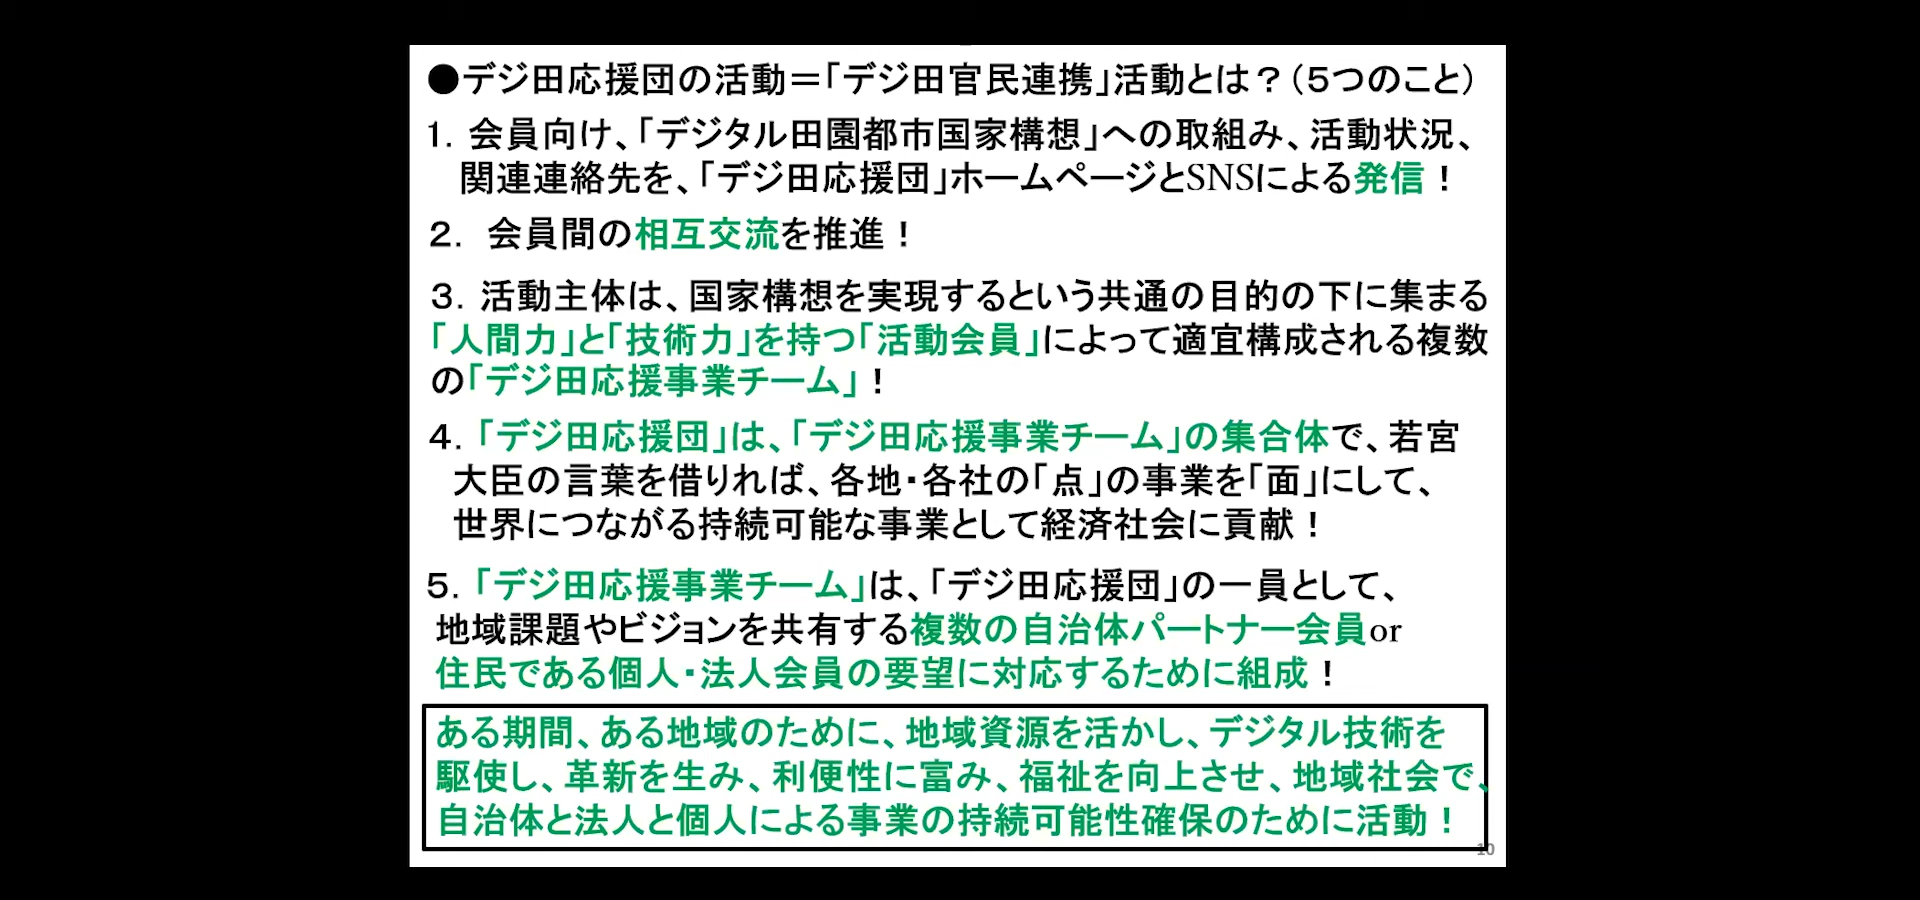 ●デジ田応援団の活動＝「デジ田官民連携」活動とは？（５つのこと）
1. 会員向け、「デジタル田園都市国家構想」への取組み、活動状況、
関連連絡先を、「デジ田応援団」ホームページとSNSによる発信！
２． 会員間の相互交流を推進！
３．活動主体は、国家構想を実現するという共通の目的の下に集まる
「人間力」と「技術力」を持つ「活動会員」によって適宜構成される複数
の「デジ田応援事業チーム」！
４．「デジ田応援団」は、「デジ田応援事業チーム」の集合体で、若宮
大臣の言葉を借りれば、各地・各社の「点」の事業を「面」にして、
世界につながる持続可能な事業として経済社会に貢献！
５．「デジ田応援事業チーム」は、「デジ田応援団」の一員として、
地域課題やビジョンを共有する複数の自治体パートナー会員or
住民である個人・法人会員の要望に対応するために組成！
ある期間、ある地域のために、地域資源を活かし、デジタル技術を
駆使し、革新を生み、利便性に富み、福祉を向上させ、地域社会で、
自治体と法人と個人による事業の持続可能性確保のために活動！
10